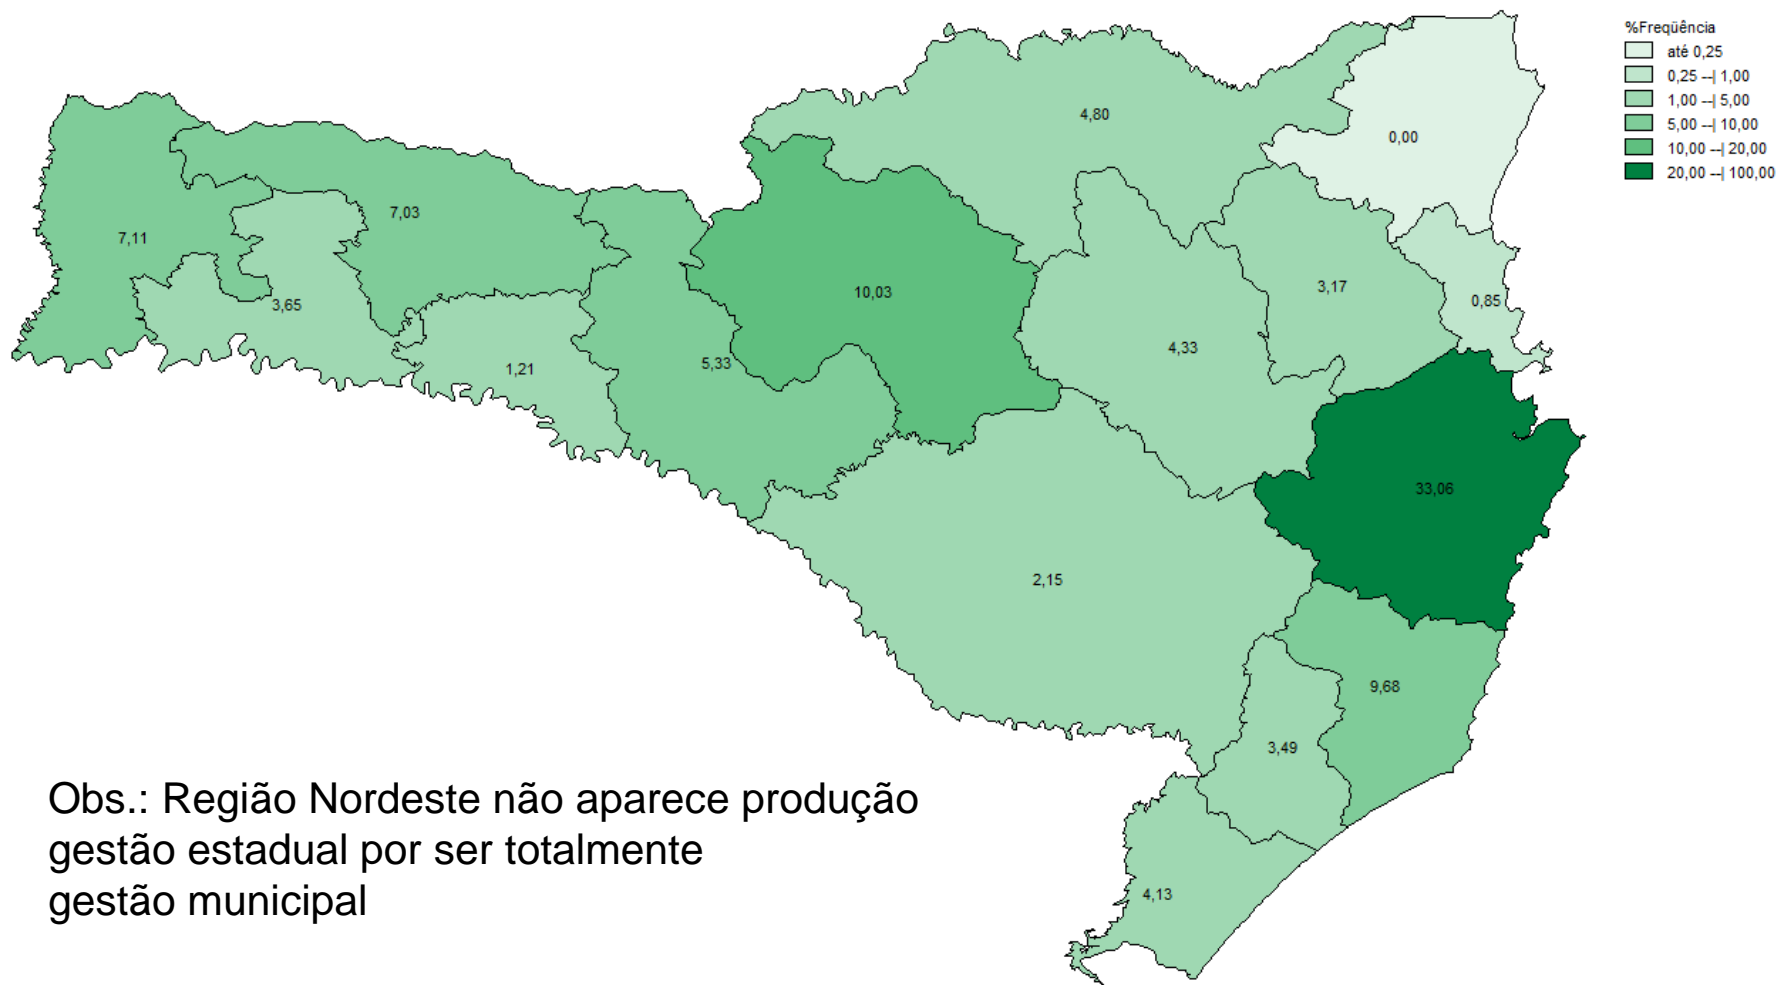 %Freqüência
até 0,25
0,25 --| 1,00
1,00 --| 5,00
5,00 --| 10,00
10,00 --| 20,00
20,00 --| 100,00
4,80
0,00
7,03
7,11
3,65
10,03
3,17
0,85
4,33
5,33
1,21
33,06
2,15
9,68
3,49
4,13
Obs.: Região Nordeste não aparece produção
gestão estadual por ser totalmente
gestão municipal